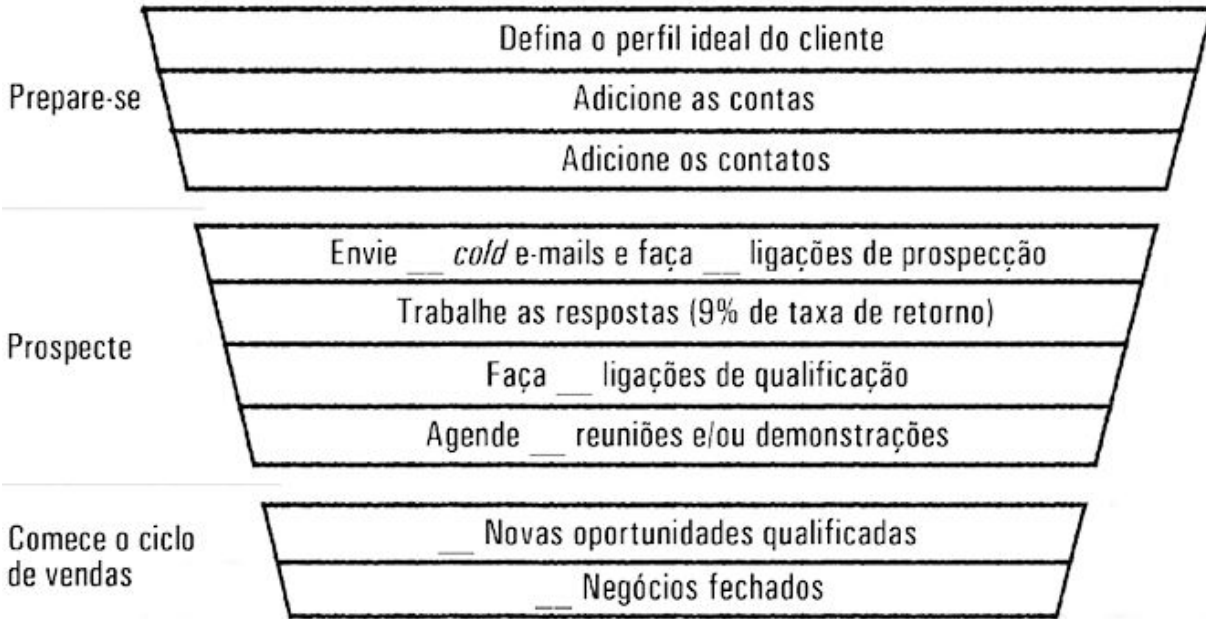 Defina o perfil ideal do cliente
Prepare-se
Adicione as contas
Adicione os contatos
Envie __ cold e-mails e faça __ ligações de prospecção
Trabalhe as respostas (9% de taxa de retorno)
Prospecte
Faça __ ligações de qualificação
Agende __ reuniões e/ou demonstrações
Comece o ciclo
de vendas
__ Novas oportunidades qualificadas
__ Negócios fechados